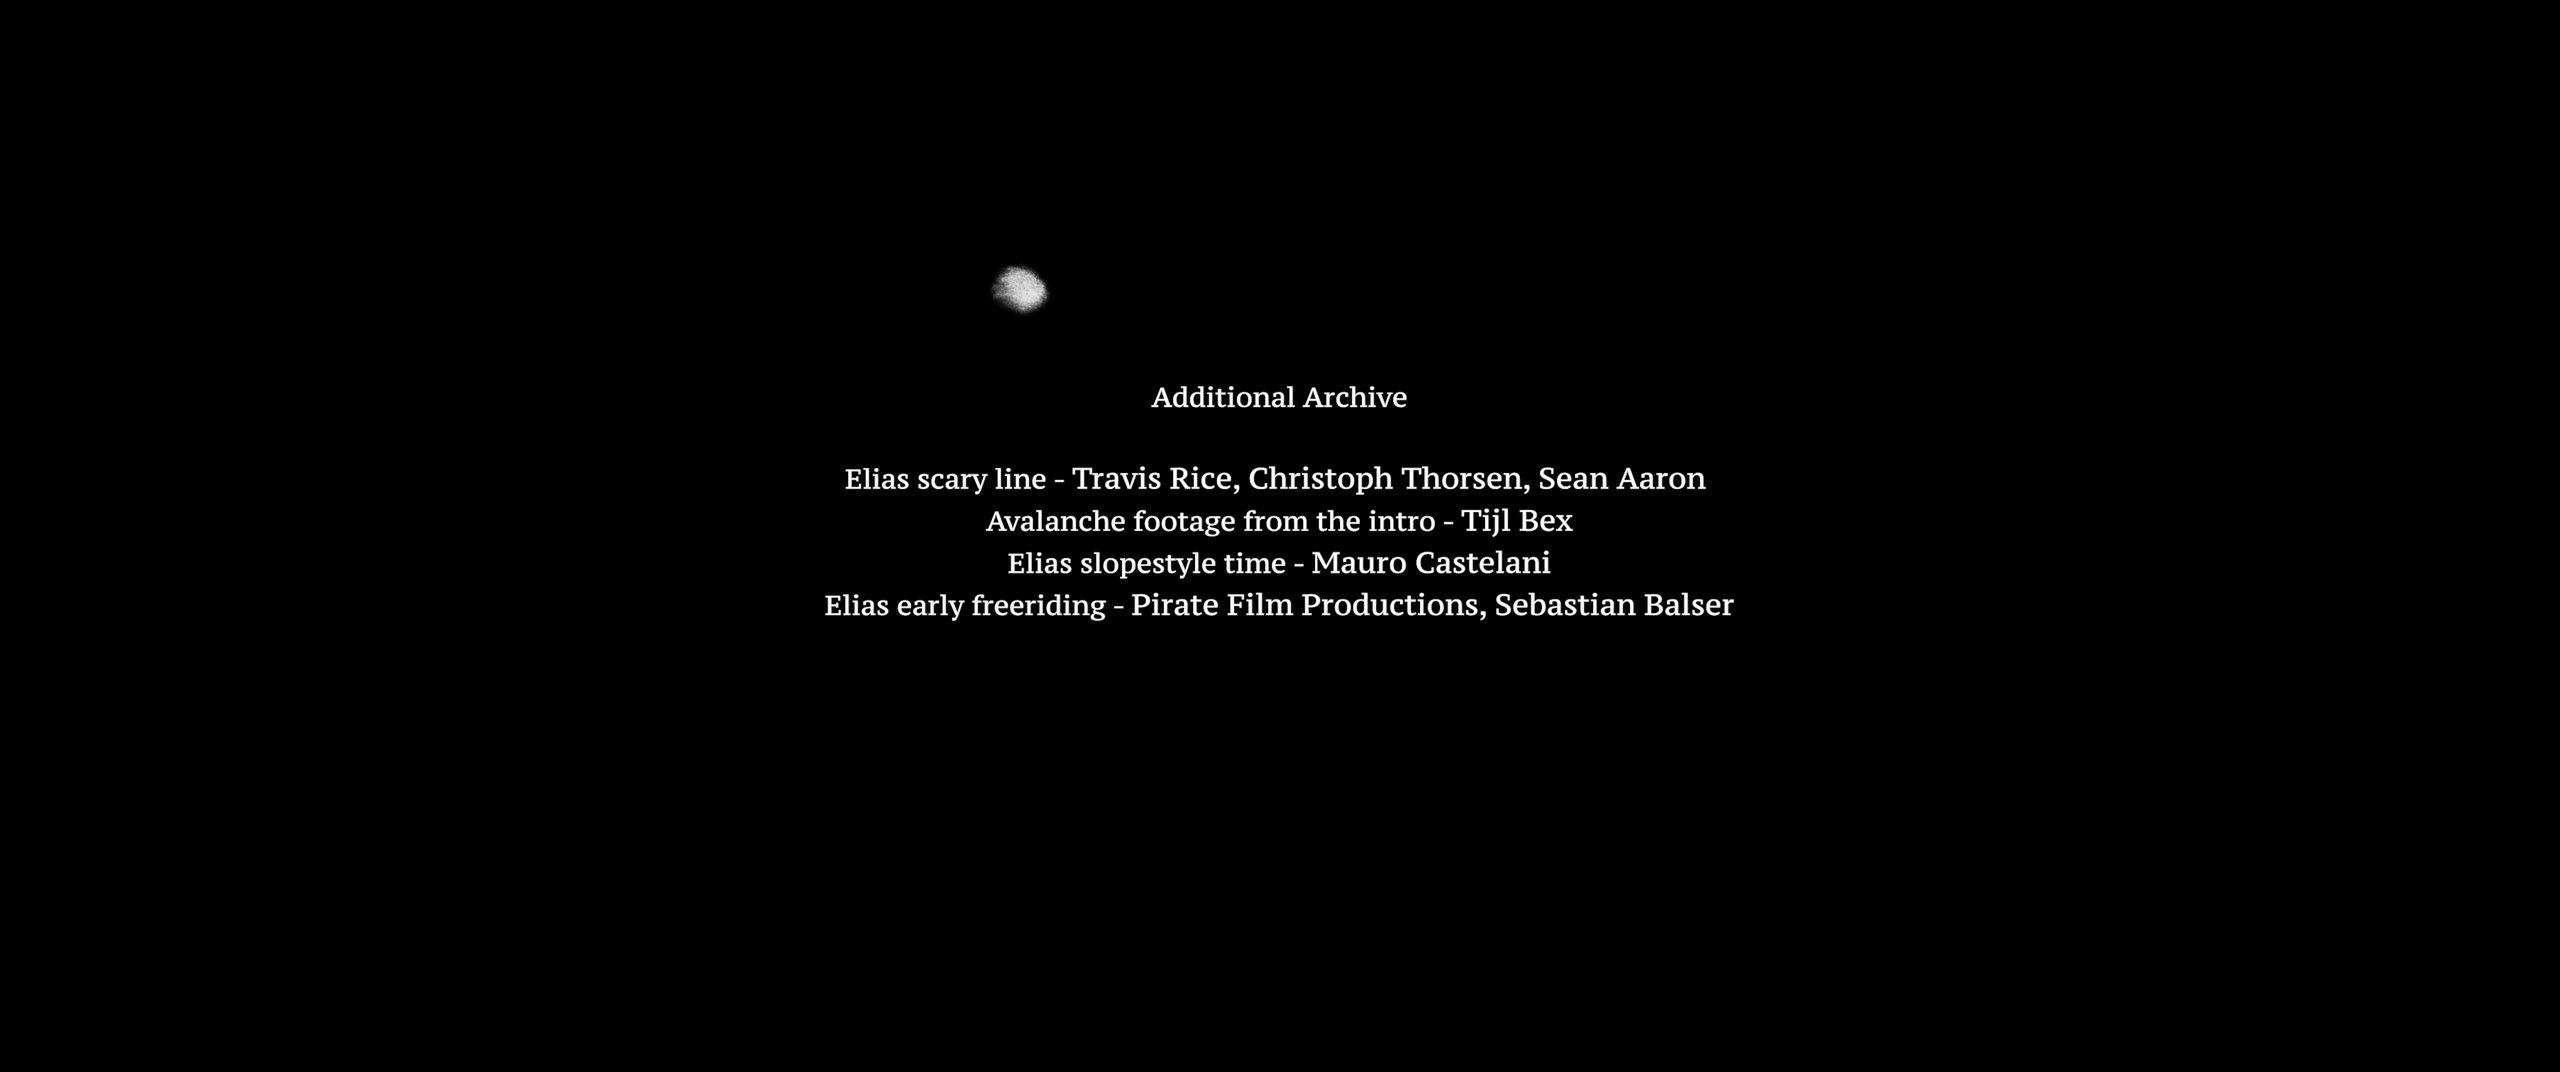 Additional Archive
Elias scary line - Travis Rice, Christoph Thorsen, Sean Aaron
Avalanche footage from the intro - Tijl Bex
Elias slopestyle time - Mauro Castelani
Elias early freeriding - Pirate Film Productions, Sebastian Balser